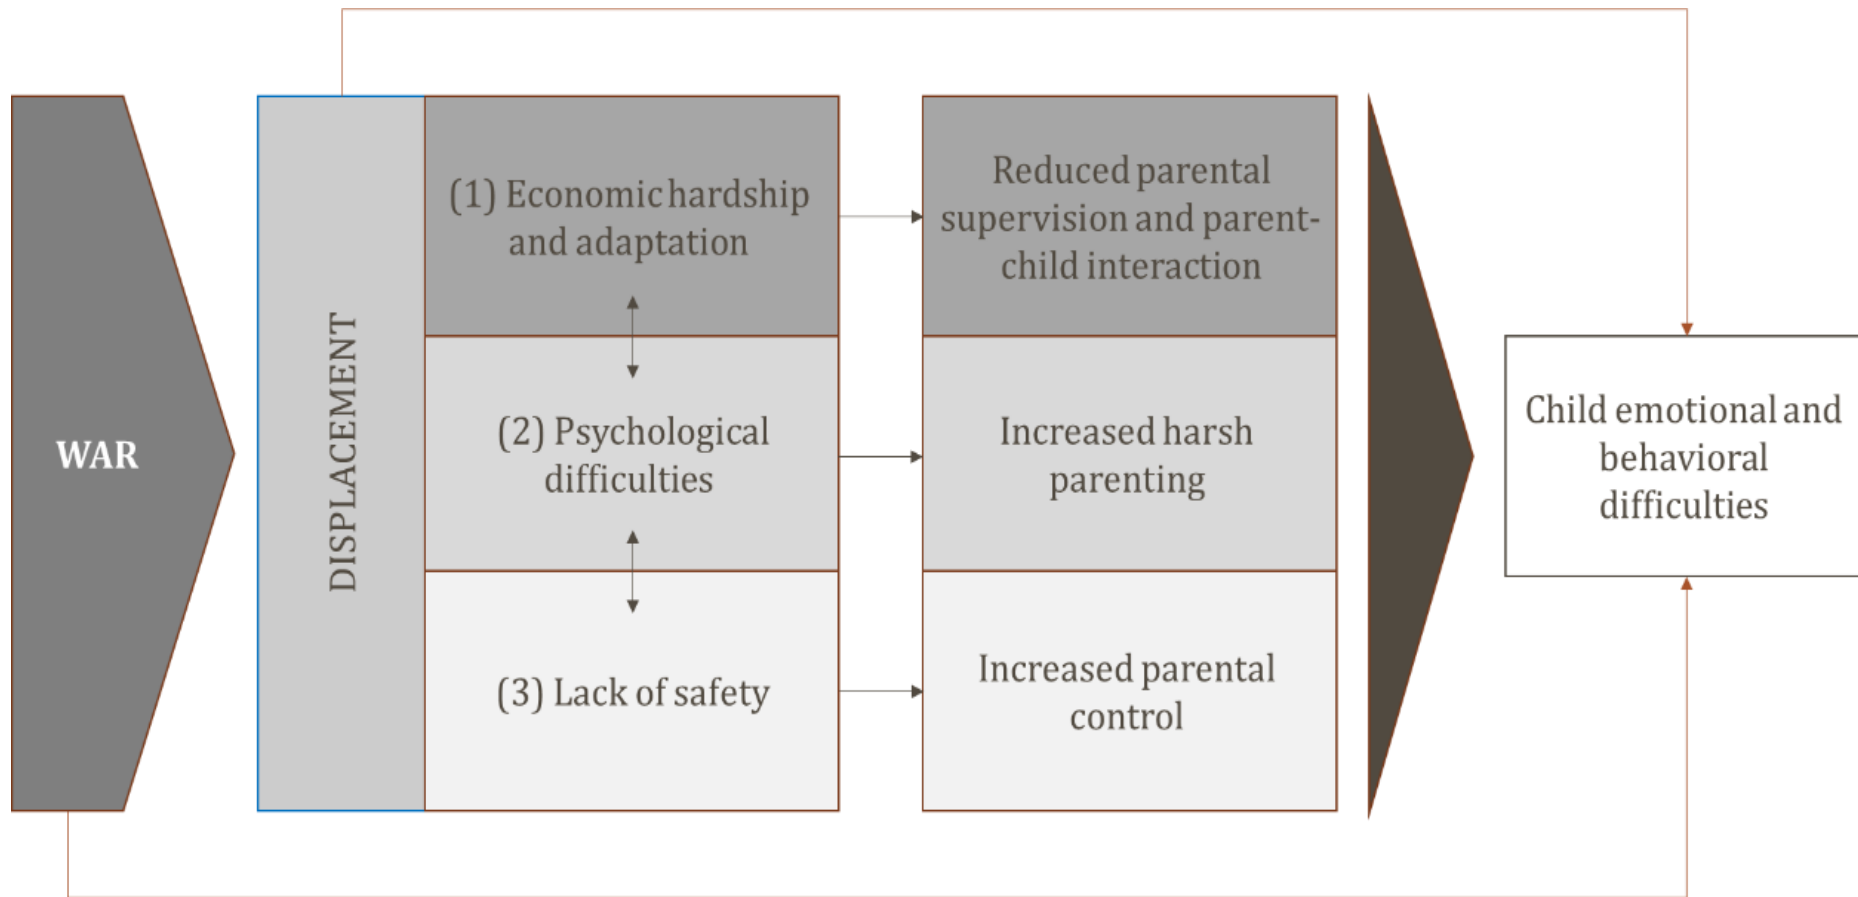 WAR
DISPLACEMENT
(1) Economic hardship
and adaptation
(2) Psychological
difficulties
(3) Lack of safety
Reduced parental
supervision and parent-
child interaction
Increased harsh
parenting
Increased parental
control
Child emotional and
behavioral
difficulties